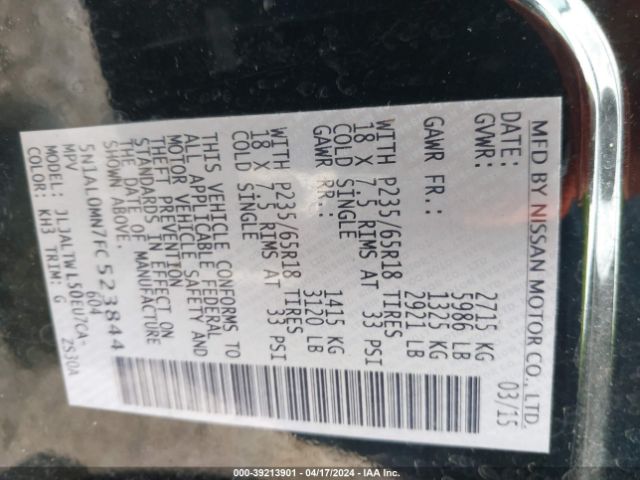 MFD BY NISSAN MOTOR CO., LTD.
DATE: 03/15
GVWR: 2715 KG
5986 LB
GAWR FR.: 1325 KG
2921 LB
WITH P235/65R18 TIRES
18 X 7.5 RIMS AT 33 PSI
COLD SINGLE
GAWR RR.: 1415 KG
3120 LB
WITH P235/65R18 TIRES
18 X 7.5 RIMS AT 33 PSI
COLD SINGLE
THIS VEHICLE CONFORMS TO
ALL APPLICABLE FEDERAL
MOTOR VEHICLE SAFETY AND
THEFT PREVENTION
STANDARDS IN EFFECT ON
THE DATE OF MANUFACTURE
SHOWN ABOVE.
5N1AL0MN7FC523844
MPV 604
JL3ALTWL50EU7CA- ZS30A
COLOR: KH3 TRIM: G
000-39213901 - 04/17/2024 - IAAI.COM